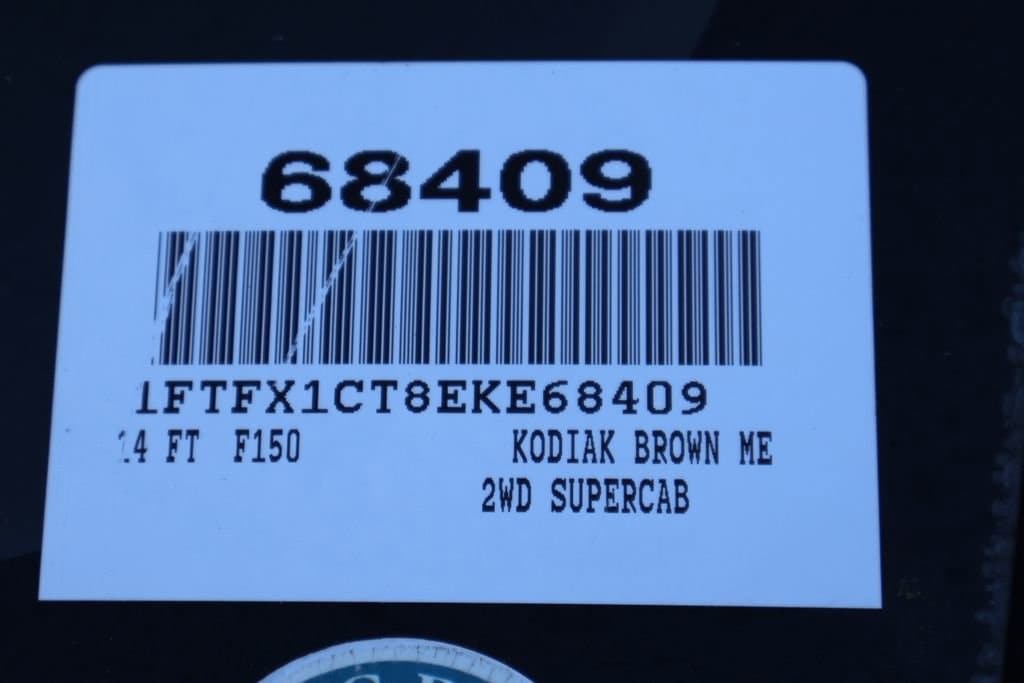 68409
1FTFX1CT8EKE68409
14 FT F150 KODIAK BROWN ME
2WD SUPERCAB